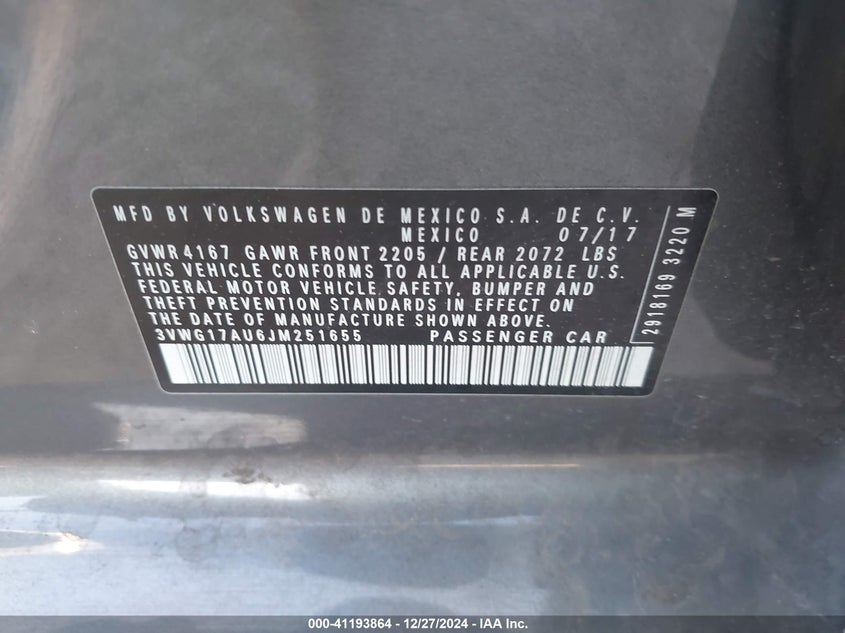 MFD BY VOLKSWAGEN DE MEXICO S.A. DE C.V.
MEXICO 07/17
GVWR 4167 GAWR FRONT 2205 / REAR 2072 LBS
THIS VEHICLE CONFORMS TO ALL APPLICABLE U.S.
FEDERAL MOTOR VEHICLE SAFETY, BUMPER AND
THEFT PREVENTION STANDARDS IN EFFECT ON
THE DATE OF MANUFACTURE SHOWN ABOVE.
3VWG17AU6JM251655 PASSENGER CAR
2918169 3220 M
000-41193864 - 12/27/2024 - IAA Inc.